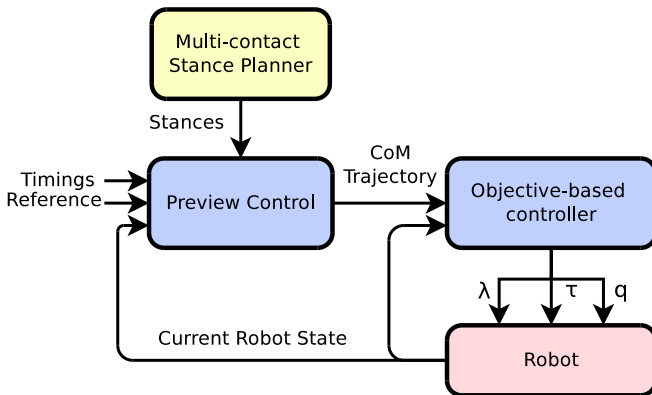 Multi-contact
Stance Planner
Stances
Timings
Reference
Preview Control
CoM
Trajectory
Objective-based
controller
λ τ q
Current Robot State
Robot